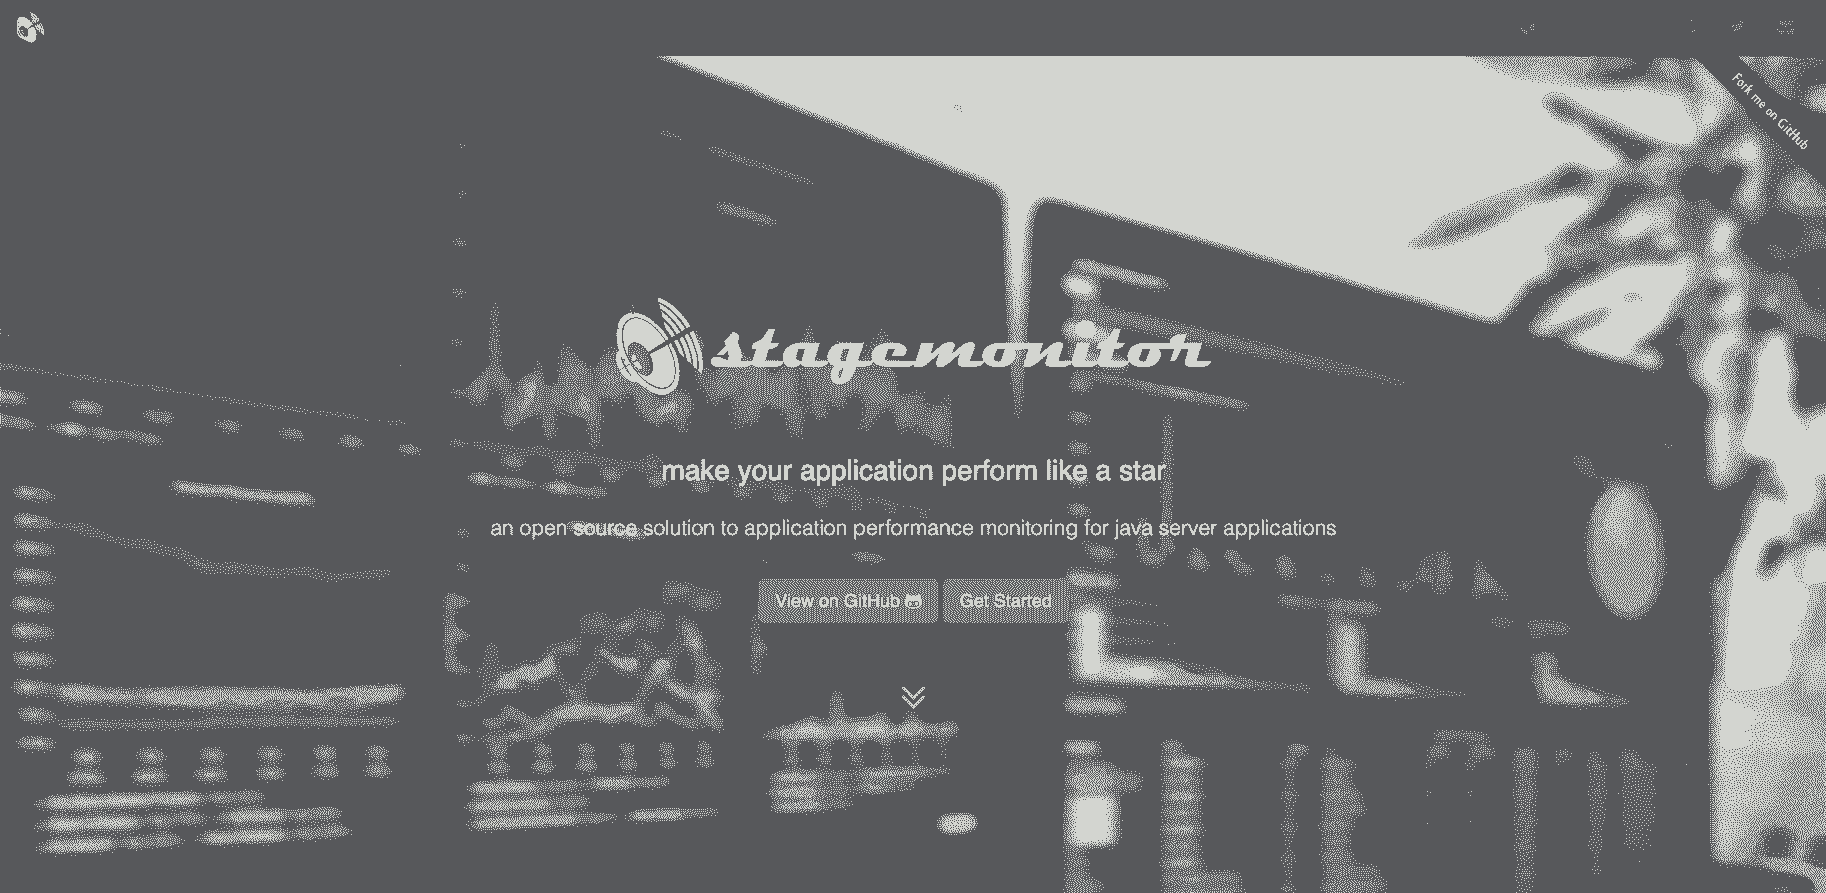 Fork me on GitHub
stagemonitor
make your application perform like a star
an open source solution to application performance monitoring for java server applications
View on GitHub
Get Started